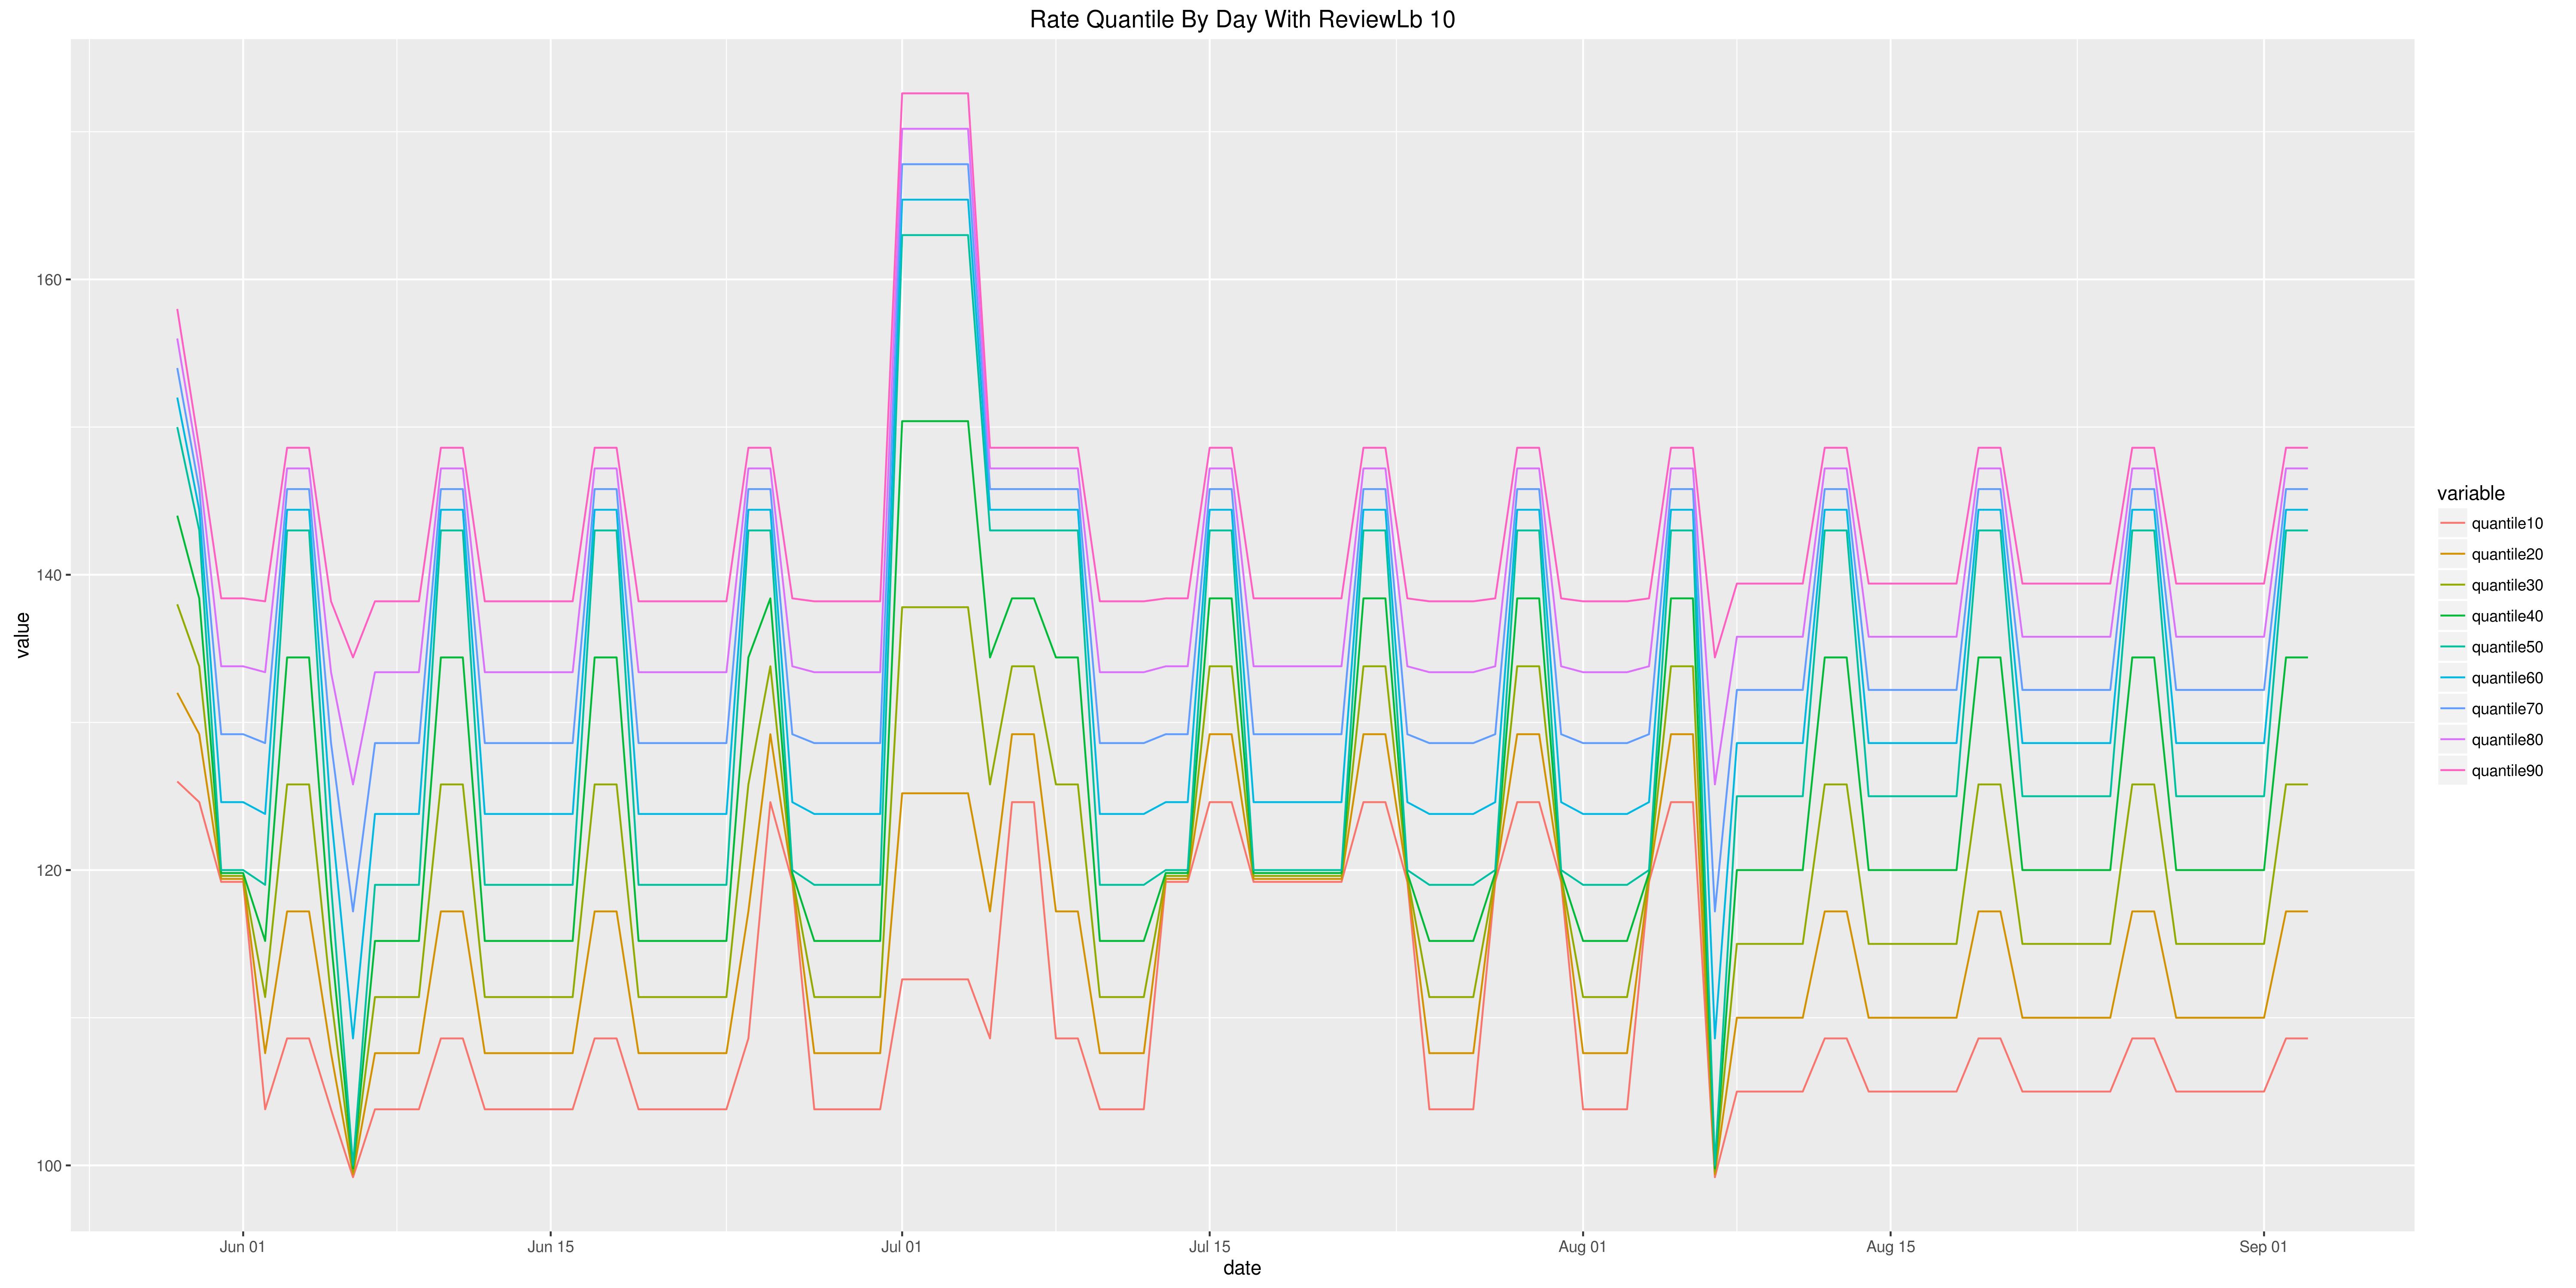 Rate Quantile By Day With ReviewLb 10
value
160
140
120
100
Jun 01
Jun 15
Jul 01
Jul 15
Aug 01
Aug 15
Sep 01
date
variable
quantile10
quantile20
quantile30
quantile40
quantile50
quantile60
quantile70
quantile80
quantile90